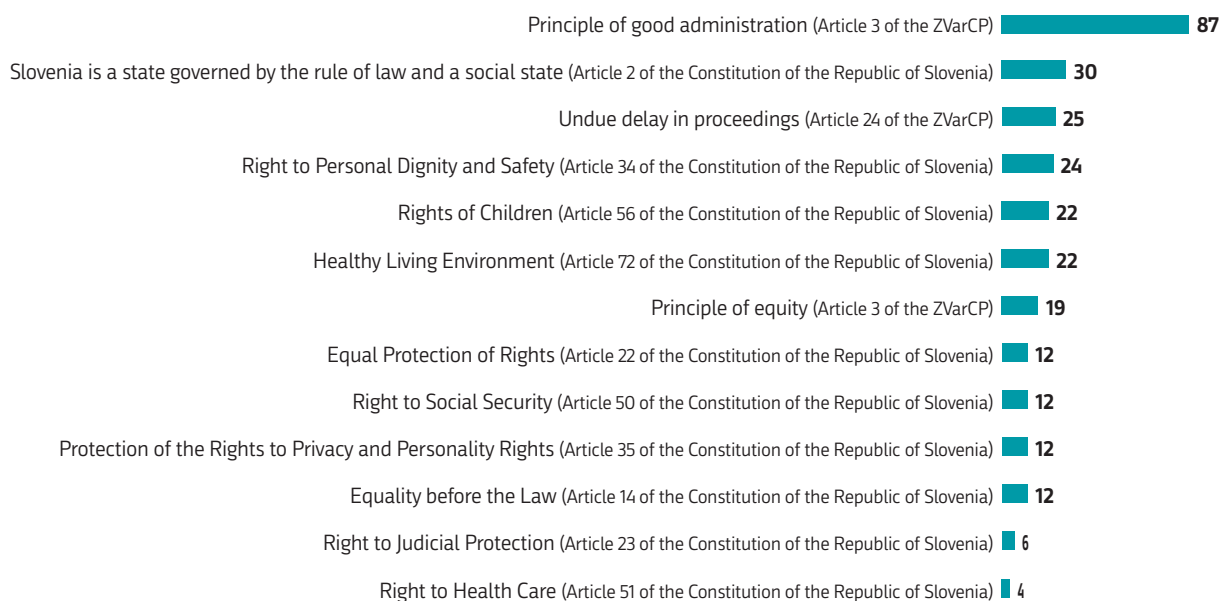 Principle of good administration (Article 3 of the ZVarCP) 87
Slovenia is a state governed by the rule of law and a social state (Article 2 of the Constitution of the Republic of Slovenia) 30
Undue delay in proceedings (Article 24 of the ZVarCP) 25
Right to Personal Dignity and Safety (Article 34 of the Constitution of the Republic of Slovenia) 24
Rights of Children (Article 56 of the Constitution of the Republic of Slovenia) 22
Healthy Living Environment (Article 72 of the Constitution of the Republic of Slovenia) 22
Principle of equity (Article 3 of the ZVarCP) 19
Equal Protection of Rights (Article 22 of the Constitution of the Republic of Slovenia) 12
Right to Social Security (Article 50 of the Constitution of the Republic of Slovenia) 12
Protection of the Rights to Privacy and Personality Rights (Article 35 of the Constitution of the Republic of Slovenia) 12
Equality before the Law (Article 14 of the Constitution of the Republic of Slovenia) 12
Right to Judicial Protection (Article 23 of the Constitution of the Republic of Slovenia) 6
Right to Health Care (Article 51 of the Constitution of the Republic of Slovenia) 4